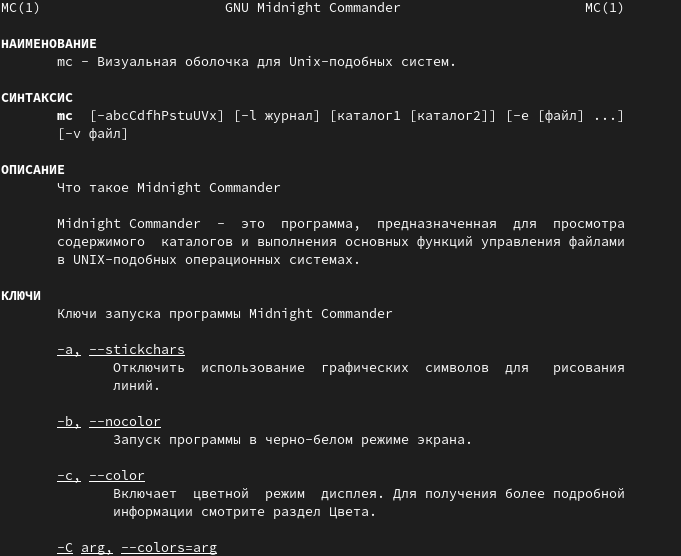 MC(1) GNU Midnight Commander MC(1)
НАИМЕНОВАНИЕ
mc - Визуальная оболочка для Unix-подобных систем.
СИНТАКСИС
mc [-abcCdfhPstuUVx] [-l журнал] [каталог1 [каталог2]] [-e [файл] ...]
[-v файл]
ОПИСАНИЕ
Что такое Midnight Commander
Midnight Commander - это программа, предназначенная для просмотра
содержимого каталогов и выполнения основных функций управления файлами
в UNIX-подобных операционных системах.
КЛЮЧИ
Ключи запуска программы Midnight Commander
-a, --stickchars
Отключить использование графических символов для рисования
линий.
-b, --nocolor
Запуск программы в черно-белом режиме экрана.
-c, --color
Включает цветной режим дисплея. Для получения более подробной
информации смотрите раздел Цвета.
-C arg, --colors=arg